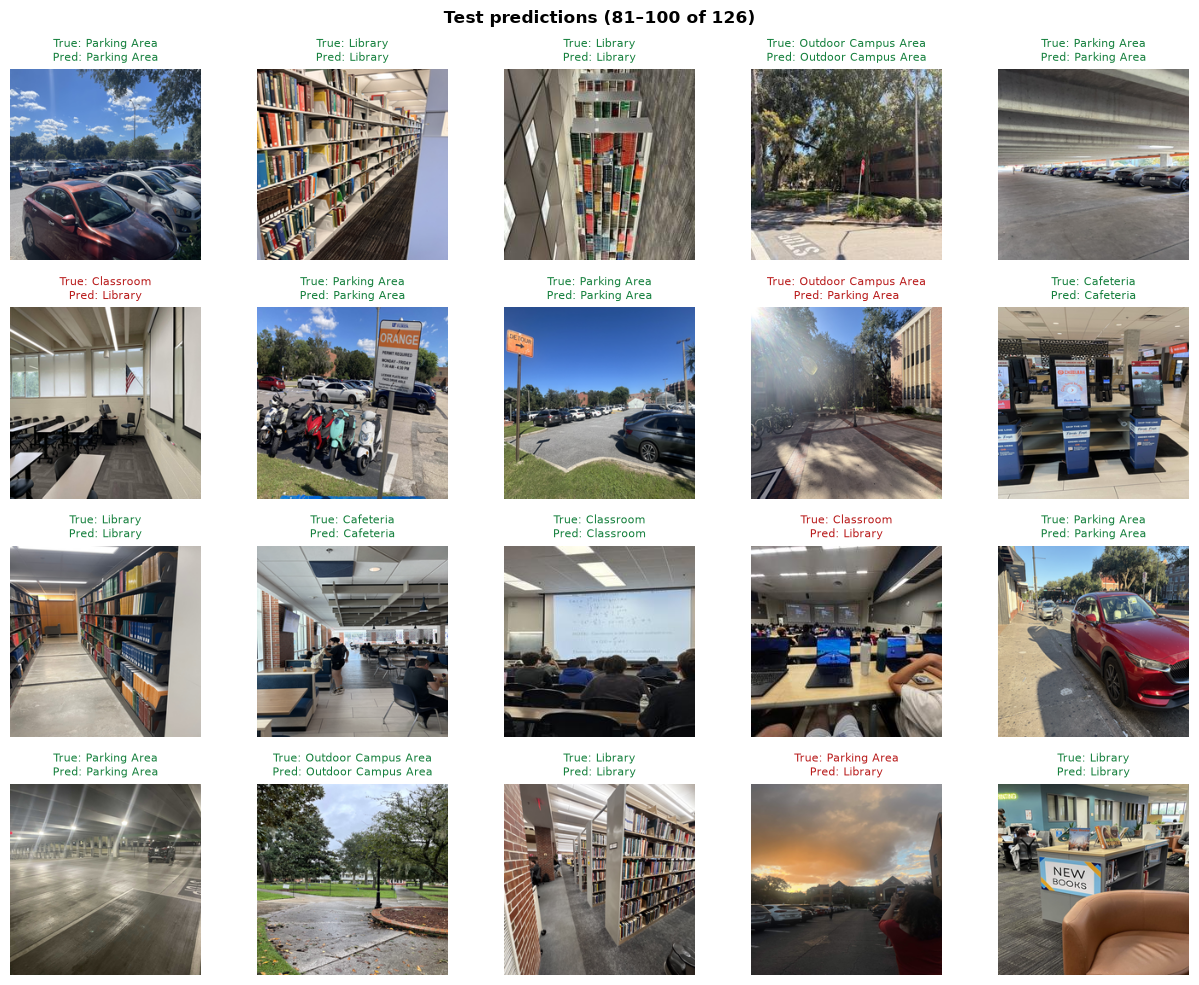 Test predictions (81–100 of 126)
True: Parking Area
Pred: Parking Area
True: Library
Pred: Library
True: Library
Pred: Library
True: Outdoor Campus Area
Pred: Outdoor Campus Area
True: Parking Area
Pred: Parking Area
STOP
True: Classroom
Pred: Library
True: Parking Area
Pred: Parking Area
True: Parking Area
Pred: Parking Area
True: Outdoor Campus Area
Pred: Parking Area
True: Cafeteria
Pred: Cafeteria
ORANGE
PERMIT REQUIRED
MONDAY - FRIDAY
DETOUR
True: Library
Pred: Library
True: Cafeteria
Pred: Cafeteria
True: Classroom
Pred: Classroom
True: Classroom
Pred: Library
True: Parking Area
Pred: Parking Area
True: Parking Area
Pred: Parking Area
True: Outdoor Campus Area
Pred: Outdoor Campus Area
True: Library
Pred: Library
True: Parking Area
Pred: Library
True: Library
Pred: Library
NEW
BOOKS